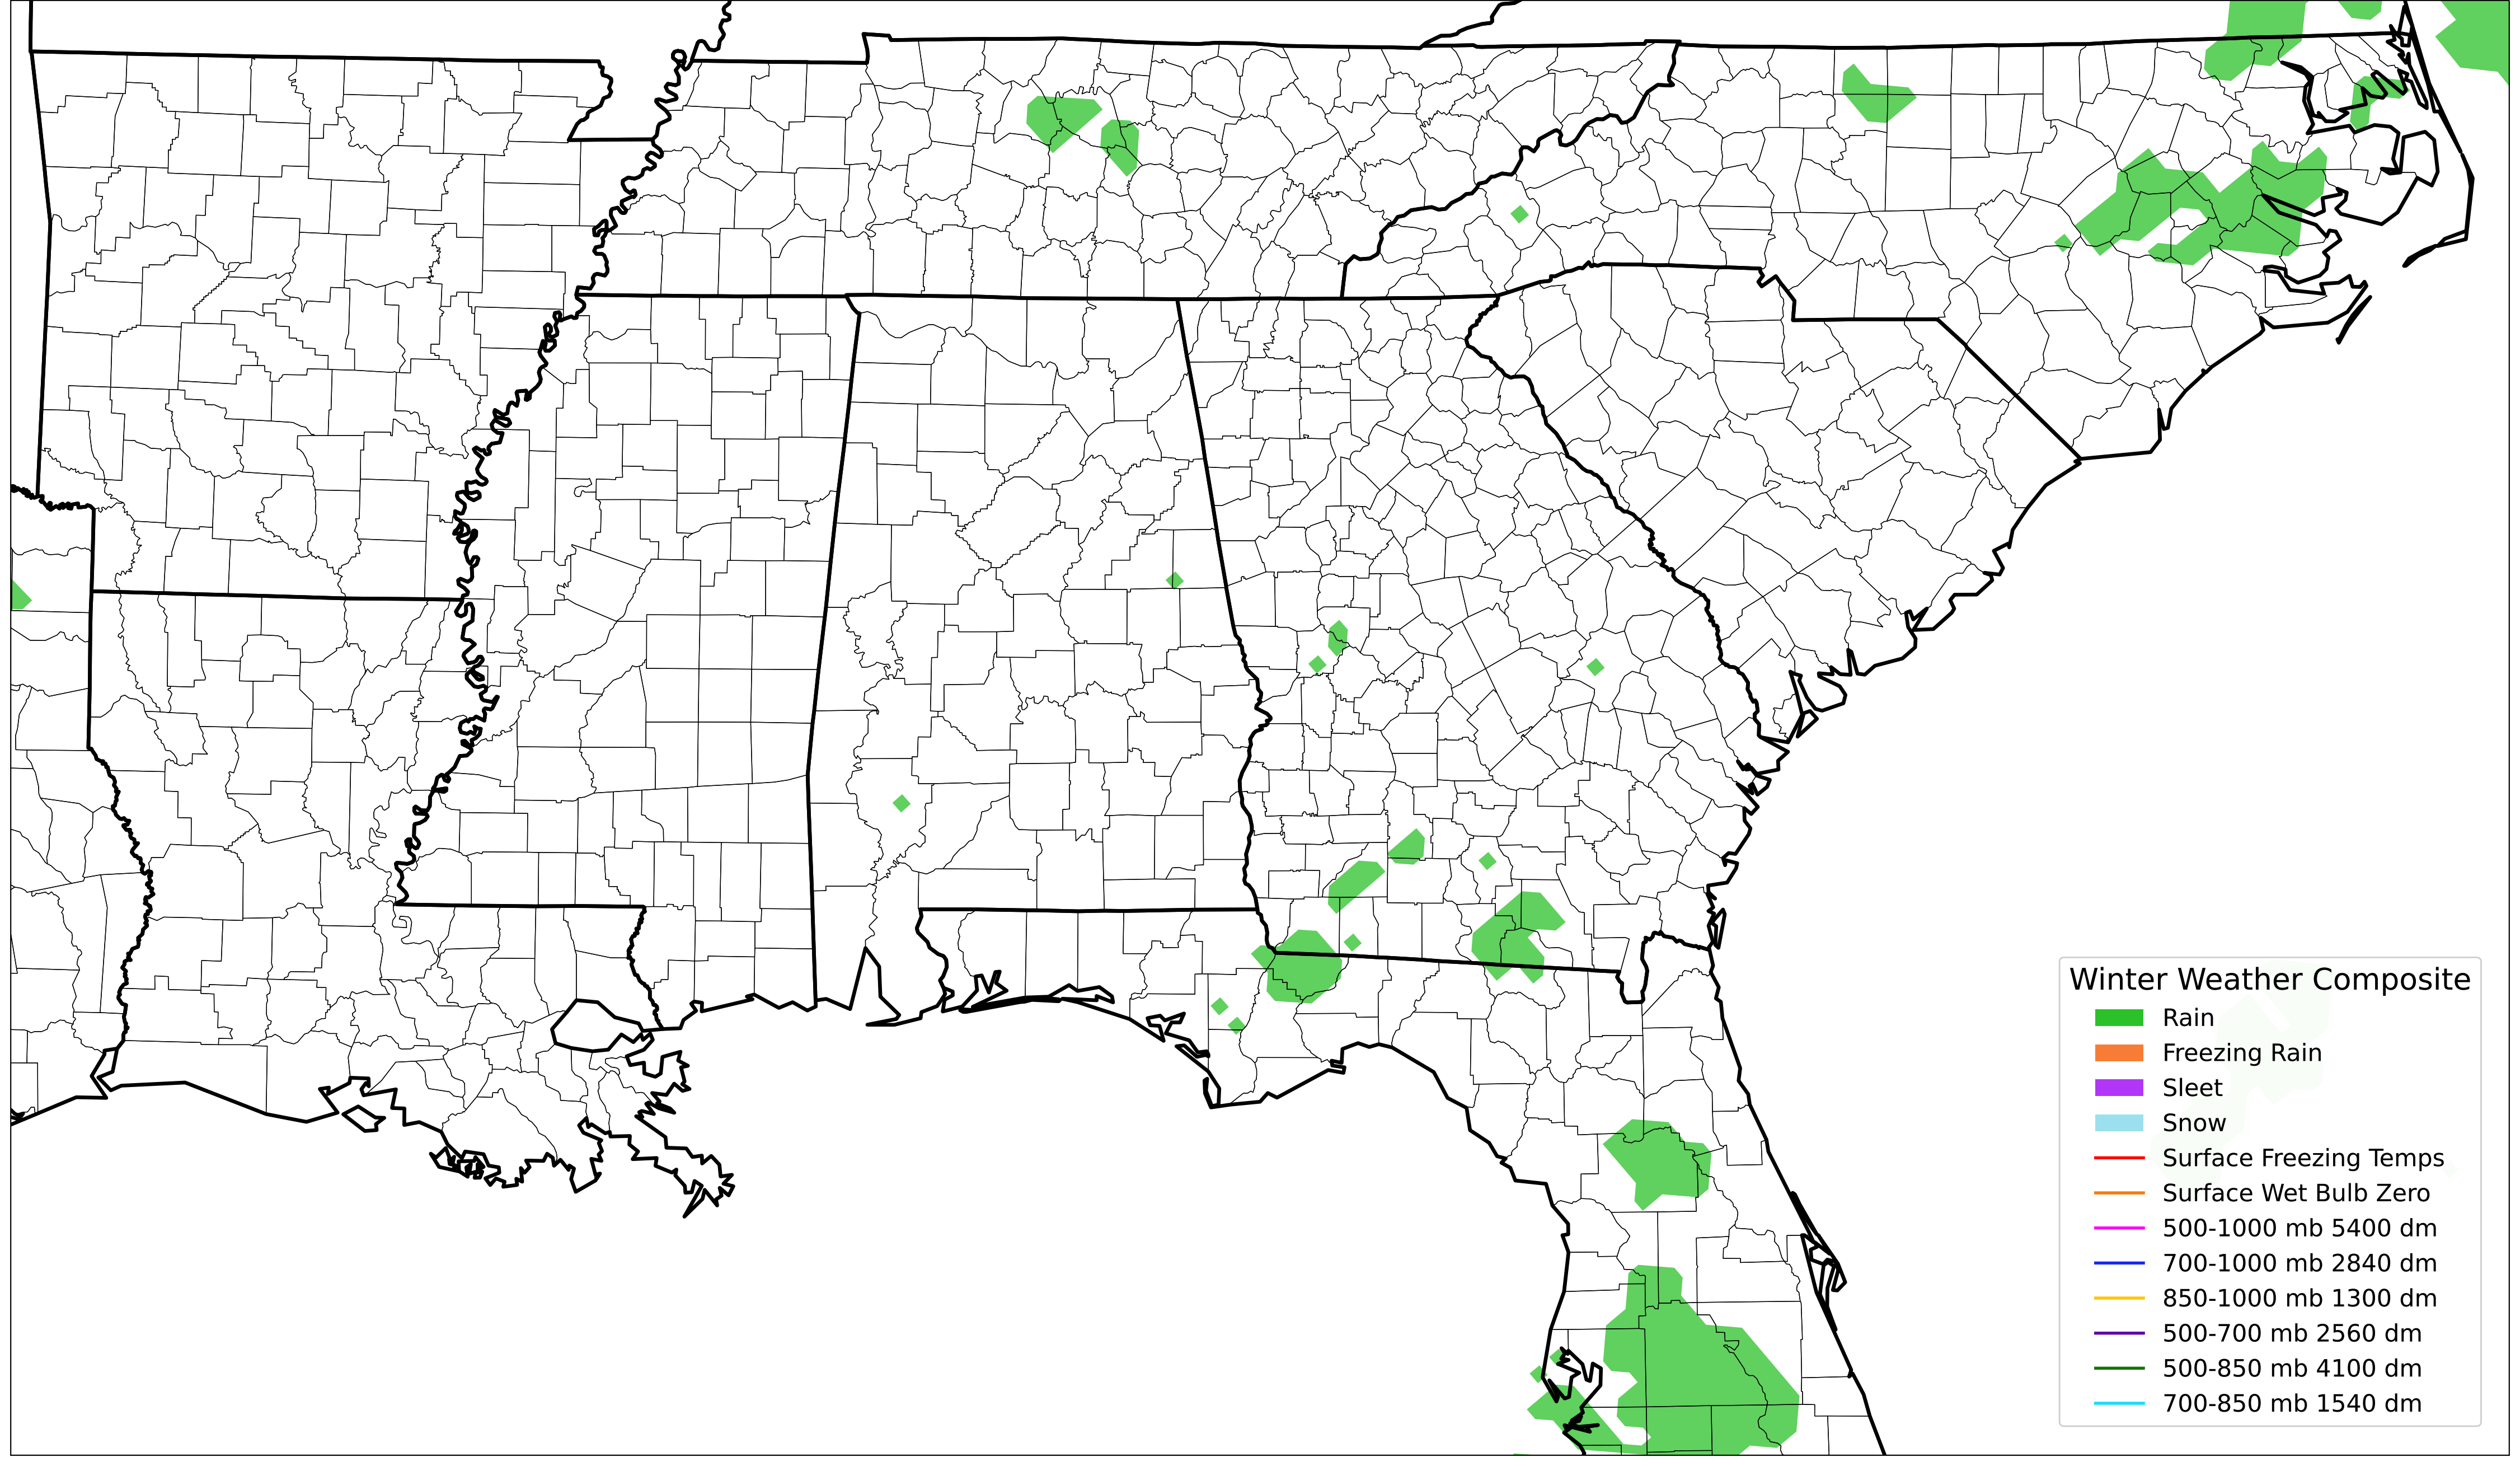 Winter Weather Composite
Rain
Freezing Rain
Sleet
Snow
Surface Freezing Temps
Surface Wet Bulb Zero
500-1000 mb 5400 dm
700-1000 mb 2840 dm
850-1000 mb 1300 dm
500-700 mb 2560 dm
500-850 mb 4100 dm
700-850 mb 1540 dm